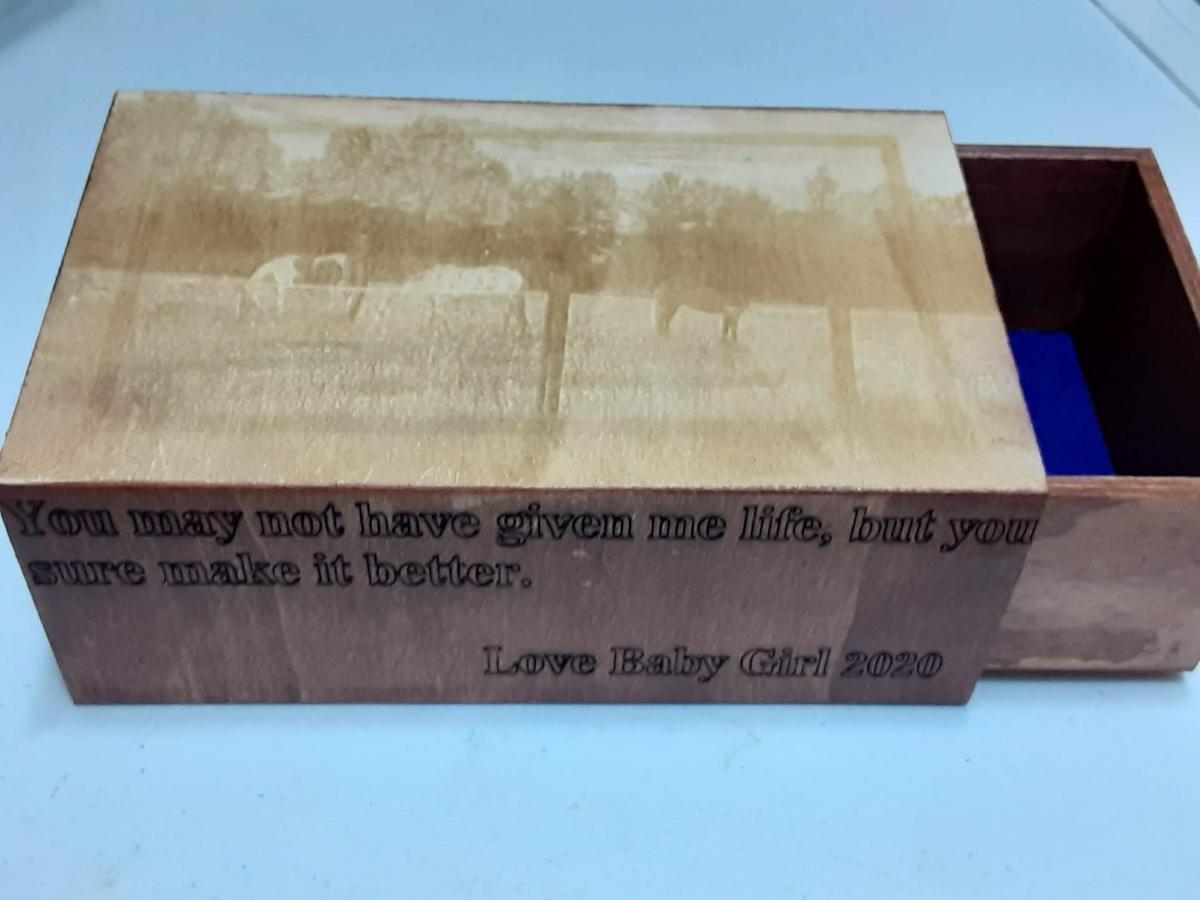 You may not have given me life, but you
sure make it better.
Love Baby Girl 2020